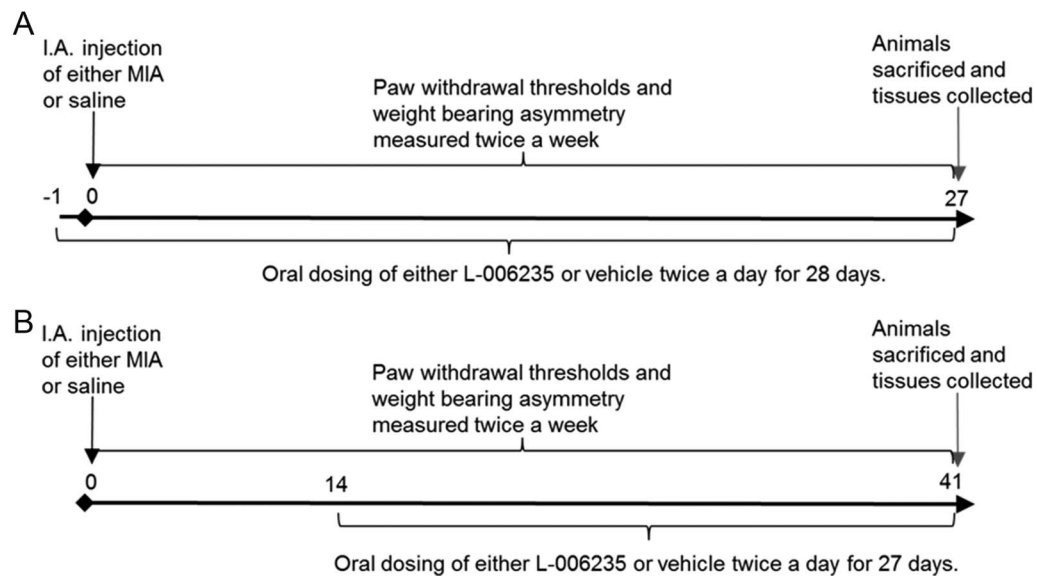 A
I.A. injection
of either MIA
or saline
Paw withdrawal thresholds and
weight bearing asymmetry
measured twice a week
Animals
sacrificed and
tissues collected
-1
0
27
Oral dosing of either L-006235 or vehicle twice a day for 28 days.
B
I.A. injection
of either MIA
or saline
Paw withdrawal thresholds and
weight bearing asymmetry
measured twice a week
Animals
sacrificed and
tissues collected
0
14
41
Oral dosing of either L-006235 or vehicle twice a day for 27 days.